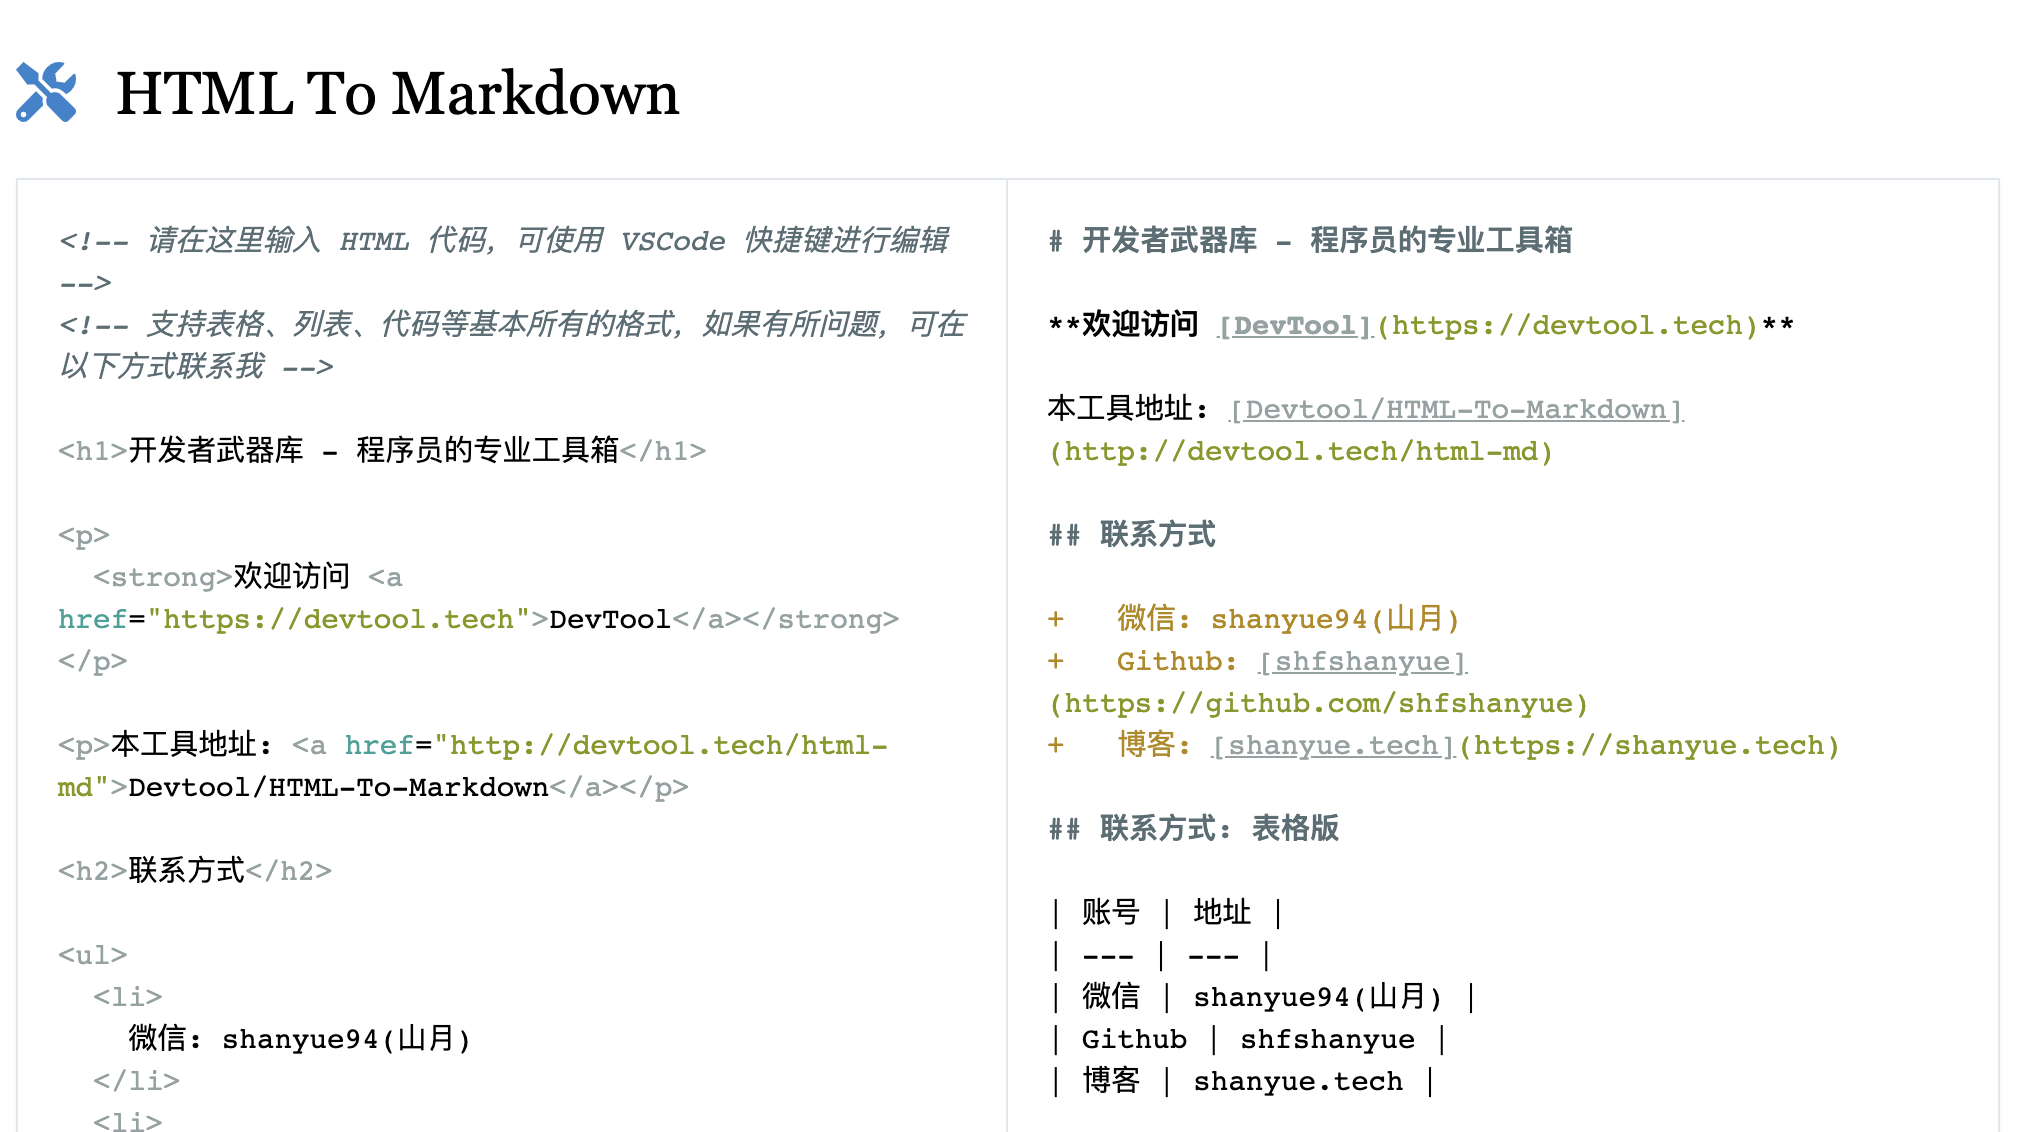 HTML To Markdown
<!-- 请在这里输入 HTML 代码，可使用 VSCode 快捷键进行编辑
-->
<!-- 支持表格、列表、代码等基本所有的格式，如果有所问题，可在
以下方式联系我 -->
<h1>开发者武器库 - 程序员的专业工具箱</h1>
<p>
<strong>欢迎访问 <a
href="https://devtool.tech">DevTool</a></strong>
</p>
<p>本工具地址: <a href="http://devtool.tech/html-
md">Devtool/HTML-To-Markdown</a></p>
<h2>联系方式</h2>
<ul>
<li>
微信: shanyue94(山月)
</li>
<li>
# 开发者武器库 - 程序员的专业工具箱
**欢迎访问 [DevTool](https://devtool.tech)**
本工具地址: [Devtool/HTML-To-Markdown]
(http://devtool.tech/html-md)
## 联系方式
+   微信: shanyue94(山月)
+   Github: [shfshanyue]
(https://github.com/shfshanyue)
+   博客: [shanyue.tech](https://shanyue.tech)
## 联系方式: 表格版
| 账号 | 地址 |
| --- | --- |
| 微信 | shanyue94(山月) |
| Github | shfshanyue |
| 博客 | shanyue.tech |